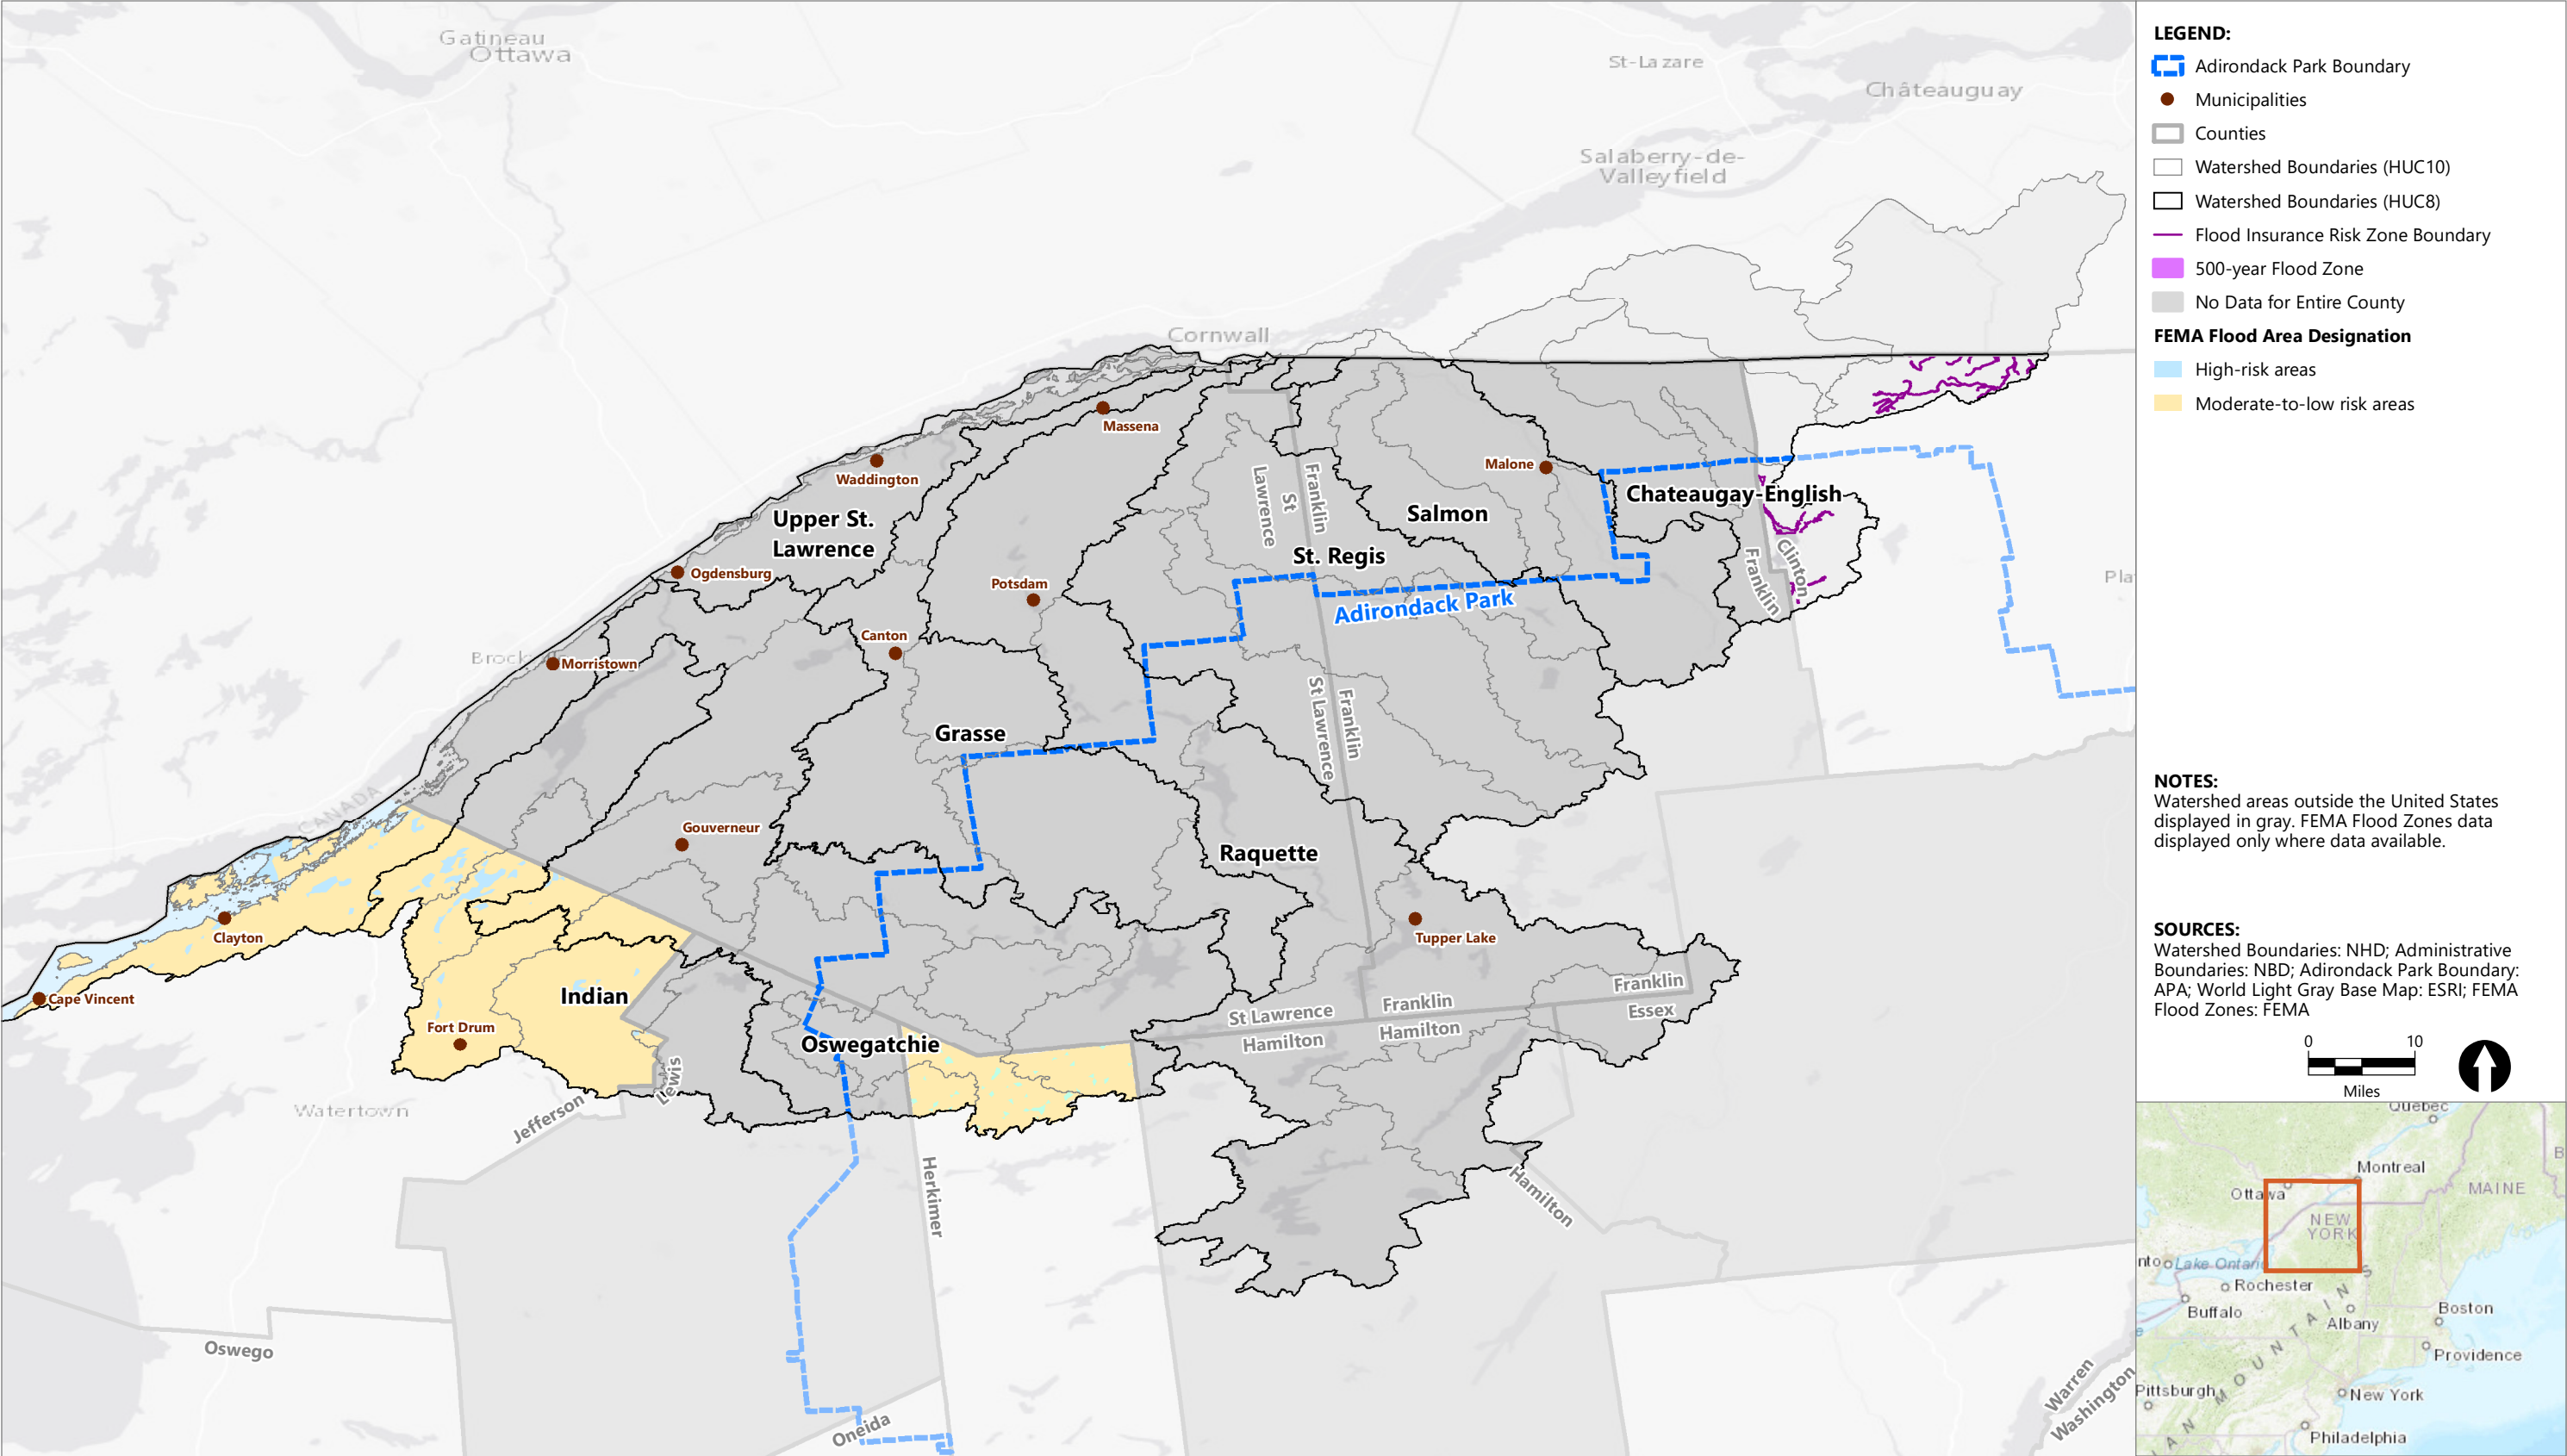 Gatineau
Ottawa
St-Lazare
Châteauguay
Salaberry-de-
Valleyfield
Cornwall
Massena
Waddington
Malone
Upper St.
Lawrence
Ogdensburg
Potsdam
Canton
Morristown
St
Lawrence
Franklin
Salmon
St. Regis
Chateaugay-English
Clinton
Franklin
Adirondack Park
St Lawrence
Franklin
Grasse
CANADA
Gouverneur
Raquette
Clayton
Tupper Lake
Cape Vincent
Indian
Fort Drum
Oswegatchie
St Lawrence
Hamilton
Franklin
Hamilton
Franklin
Essex
Lewis
Jefferson
Watertown
Herkimer
Hamilton
Oswego
Oneida
Warren
Washington
LEGEND:
Adirondack Park Boundary
Municipalities
Counties
Watershed Boundaries (HUC10)
Watershed Boundaries (HUC8)
Flood Insurance Risk Zone Boundary
500-year Flood Zone
No Data for Entire County
FEMA Flood Area Designation
High-risk areas
Moderate-to-low risk areas
NOTES:
Watershed areas outside the United States
displayed in gray. FEMA Flood Zones data
displayed only where data available.
SOURCES:
Watershed Boundaries: NHD; Administrative
Boundaries: NBD; Adirondack Park Boundary:
APA; World Light Gray Base Map: ESRI; FEMA
Flood Zones: FEMA
0 10
Miles
Quebec
Montreal
Ottawa
MAINE
NEW
YORK
Lake Ontari
Rochester
Buffalo
Albany
Boston
Providence
Pittsburgh
New York
Philadelphia